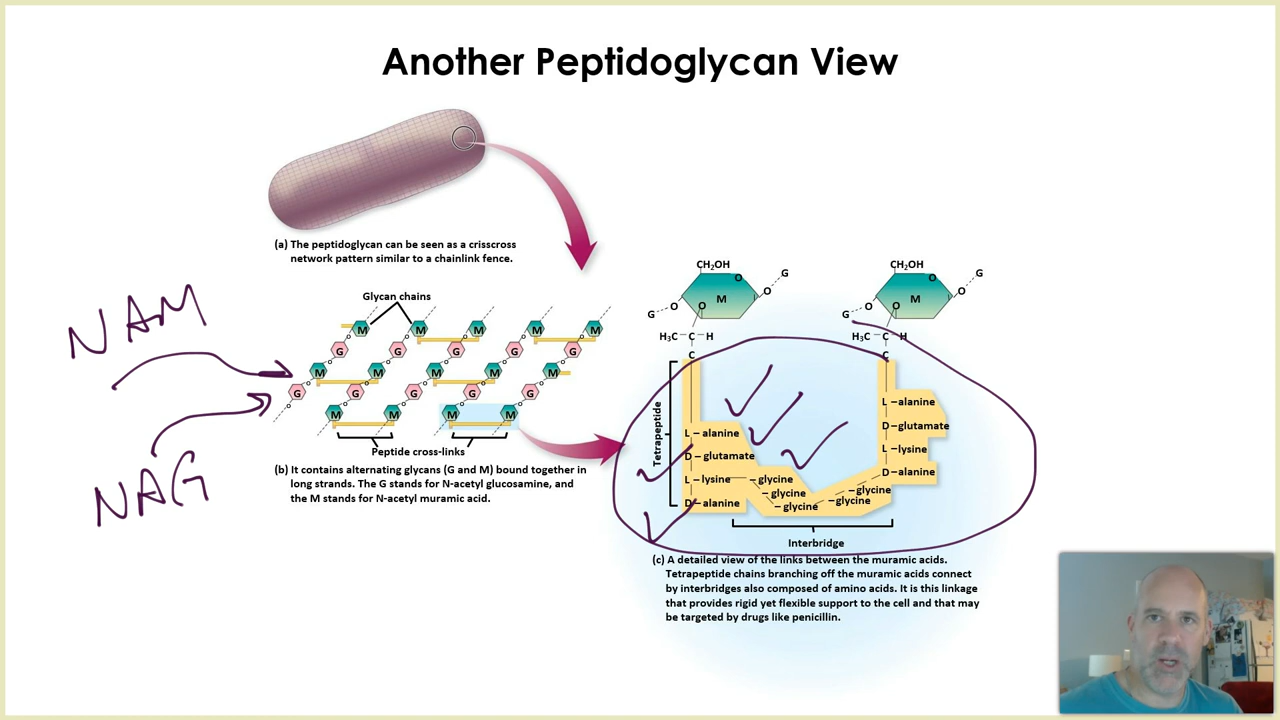 Another Peptidoglycan View
(a) The peptidoglycan can be seen as a crisscross
network pattern similar to a chainlink fence.
NAM
NAG
Glycan chains
M
M
M
M
M
G
G
G
G
G
M
M
M
M
M
G
G
G
G
G
M
M
M
M
Peptide cross-links
(b) It contains alternating glycans (G and M) bound together in
long strands. The G stands for N-acetyl glucosamine, and
the M stands for N-acetyl muramic acid.
CH₂OH
O
G
M
O
O
O
G
H₃C–C–H
C
CH₂OH
O
G
M
O
O
O
G
H₃C–C–H
C
Tetrapeptide
L –alanine
D –glutamate
L –lysine
D –alanine
–glycine
–glycine
–glycine
–glycine
–glycine
L –alanine
D –glutamate
L –lysine
D –alanine
Interbridge
(c) A detailed view of the links between the muramic acids.
Tetrapeptide chains branching off the muramic acids connect
by interbridges also composed of amino acids. It is this linkage
that provides rigid yet flexible support to the cell and that may
be targeted by drugs like penicillin.